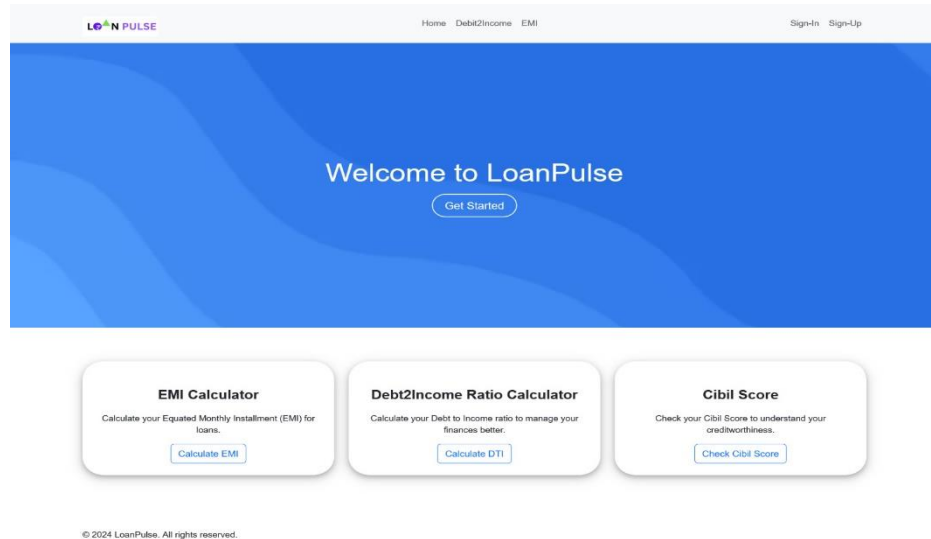 LOAN PULSE
Home Debit2Income EMI
Sign-In Sign-Up
Welcome to LoanPulse
Get Started
EMI Calculator
Calculate your Equated Monthly Installment (EMI) for
loans.
Calculate EMI
Debt2Income Ratio Calculator
Calculate your Debt to Income ratio to manage your
finances better.
Calculate DTI
Cibil Score
Check your Cibil Score to understand your
creditworthiness.
Check Cibil Score
© 2024 LoanPulse. All rights reserved.